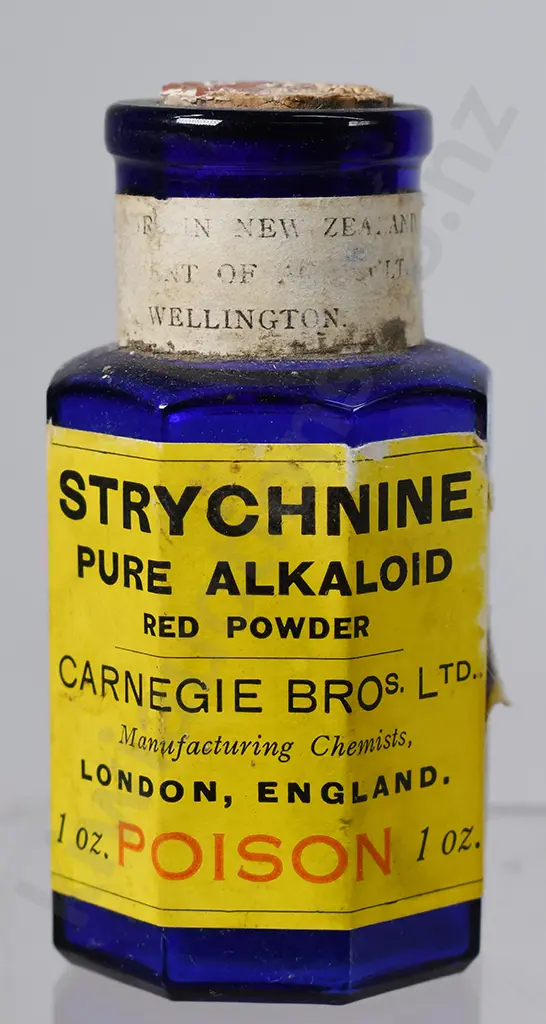 IN NEW ZEALAND
OF
WELLINGTON.
STRYCHNINE
PURE ALKALOID
RED POWDER
CARNEGIE BROS. LTD.
Manufacturing Chemists,
LONDON, ENGLAND.
1 oz. POISON 1 oz.